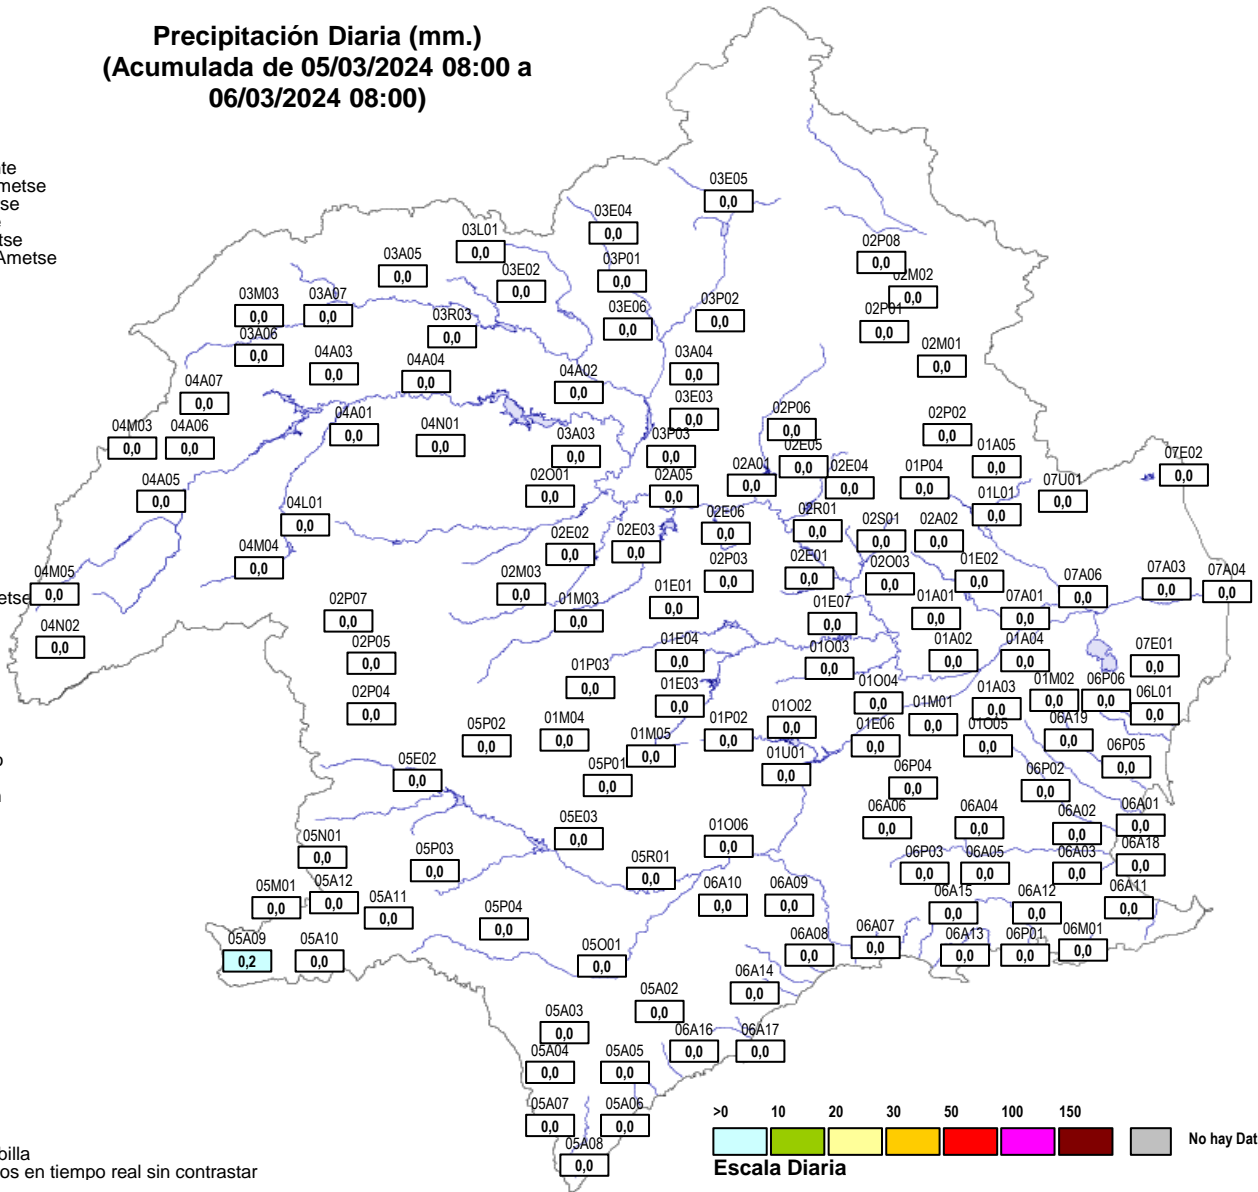 Precipitación Diaria (mm.)
(Acumulada de 05/03/2024 08:00 a
06/03/2024 08:00)
03E05
0,0
03E04
0,0
03L01
0,0
03A05
0,0
03E02
0,0
03P01
0,0
02P08
0,0
02M02
0,0
03M03
0,0
03A07
0,0
03R03
0,0
03E06
0,0
03P02
0,0
02P01
0,0
03A06
0,0
04A03
0,0
04A04
0,0
04A02
0,0
03A04
0,0
02M01
0,0
04A07
0,0
03E03
0,0
04M03
0,0
04A06
0,0
04A01
0,0
04N01
0,0
03A03
0,0
03P03
0,0
02P06
0,0
02E05
0,0
02P02
0,0
01A05
0,0
07E02
0,0
04A05
0,0
02O01
0,0
02A05
0,0
02A01
0,0
02E04
0,0
01P04
0,0
01L01
0,0
07U01
0,0
04L01
0,0
02E02
0,0
02E03
0,0
02E06
0,0
02R01
0,0
02S01
0,0
02A02
0,0
04M04
0,0
02M03
0,0
01M03
0,0
01E01
0,0
02P03
0,0
02E01
0,0
02O03
0,0
01E02
0,0
07A06
0,0
07A03
0,0
07A04
0,0
04M05
0,0
04N02
0,0
02P07
0,0
02P05
0,0
02P04
0,0
01E07
0,0
01A01
0,0
07A01
0,0
01E04
0,0
01O03
0,0
01A02
0,0
01A04
0,0
07E01
0,0
01P03
0,0
01E03
0,0
01O04
0,0
01M01
0,0
01A03
0,0
01M02
0,0
06P06
0,0
06L01
0,0
05P02
0,0
01M04
0,0
01M05
0,0
01P02
0,0
01O02
0,0
01E06
0,0
01O05
0,0
06A19
0,0
06P05
0,0
05E02
0,0
05P01
0,0
01U01
0,0
06P04
0,0
06P02
0,0
05E03
0,0
01O06
0,0
06A06
0,0
06A04
0,0
06A02
0,0
06A01
0,0
05N01
0,0
05P03
0,0
05R01
0,0
06P03
0,0
06A05
0,0
06A03
0,0
06A18
0,0
05M01
0,0
05A12
0,0
05A11
0,0
05P04
0,0
06A10
0,0
06A09
0,0
06A15
0,0
06A12
0,0
06A11
0,0
05A09
0,2
05A10
0,0
05O01
0,0
06A08
0,0
06A07
0,0
06A13
0,0
06P01
0,0
06M01
0,0
05A02
0,0
06A14
0,0
05A03
0,0
06A16
0,0
06A17
0,0
05A04
0,0
05A05
0,0
05A07
0,0
05A06
0,0
05A08
0,0
>0 10 20 30 50 100 150
No hay Dat
Escala Diaria
billa
os en tiempo real sin contrastar